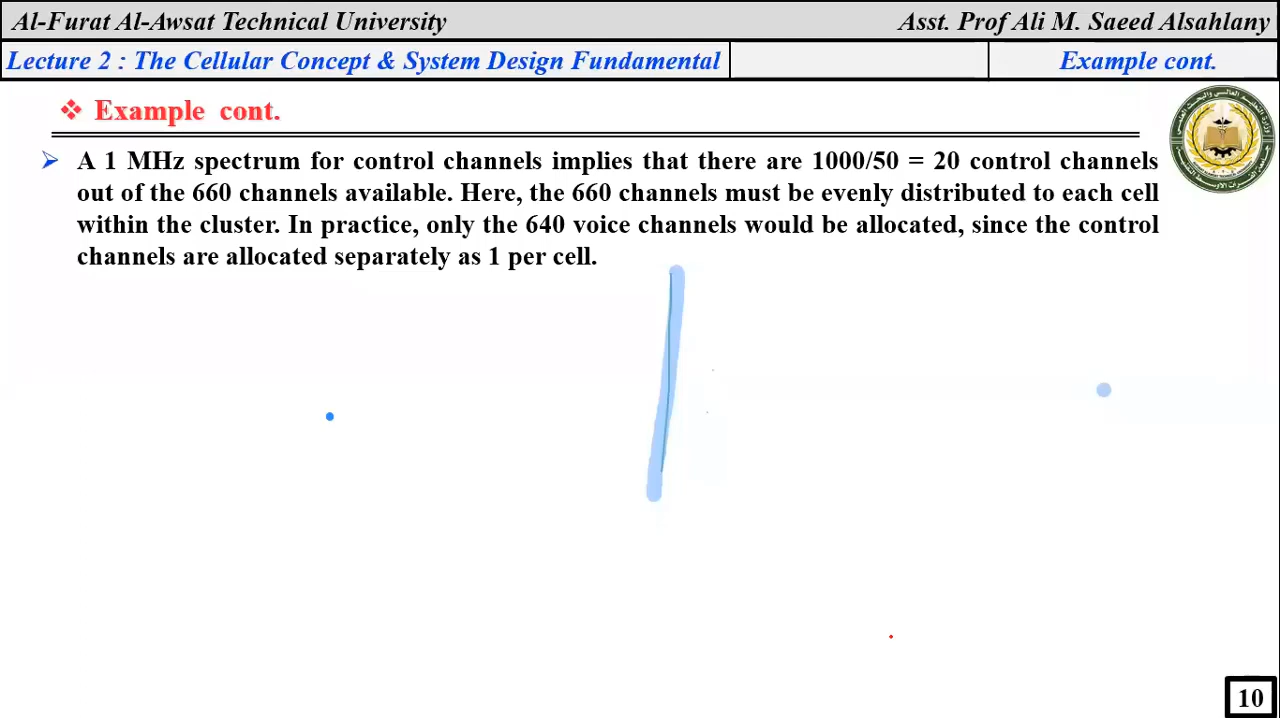 Al-Furat Al-Awsat Technical University
Asst. Prof Ali M. Saeed Alsahlany
Lecture 2 : The Cellular Concept & System Design Fundamental
Example cont.
❖ Example cont.
➢ A 1 MHz spectrum for control channels implies that there are 1000/50 = 20 control channels
out of the 660 channels available. Here, the 660 channels must be evenly distributed to each cell
within the cluster. In practice, only the 640 voice channels would be allocated, since the control
channels are allocated separately as 1 per cell.
10